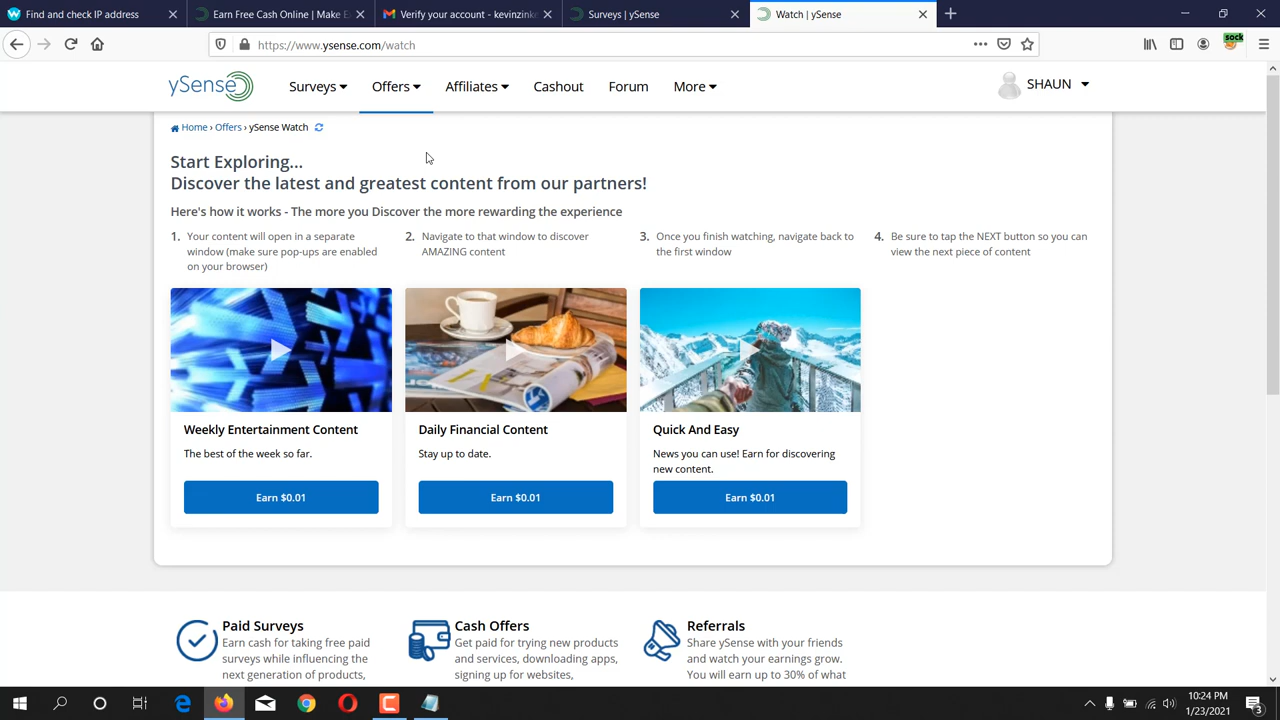 Find and check IP address
Earn Free Cash Online | Make E
Verify your account - kevinzink
Surveys | ySense
Watch | ySense
https://www.ysense.com/watch
sock
ySense
Surveys
Offers
Affiliates
Cashout
Forum
More
SHAUN
Home › Offers › ySense Watch
Start Exploring...
Discover the latest and greatest content from our partners!
Here's how it works - The more you Discover the more rewarding the experience
1. Your content will open in a separate
window (make sure pop-ups are enabled
on your browser)
2. Navigate to that window to discover
AMAZING content
3. Once you finish watching, navigate back to
the first window
4. Be sure to tap the NEXT button so you can
view the next piece of content
Weekly Entertainment Content
The best of the week so far.
Earn $0.01
Daily Financial Content
Stay up to date.
Earn $0.01
Quick And Easy
News you can use! Earn for discovering
new content.
Earn $0.01
Paid Surveys
Earn cash for taking free paid
surveys while influencing the
next generation of products,
Cash Offers
Get paid for trying new products
and services, downloading apps,
signing up for websites,
Referrals
Share ySense with your friends
and watch your earnings grow.
You will earn up to 30% of what
10:24 PM
1/23/2021
3